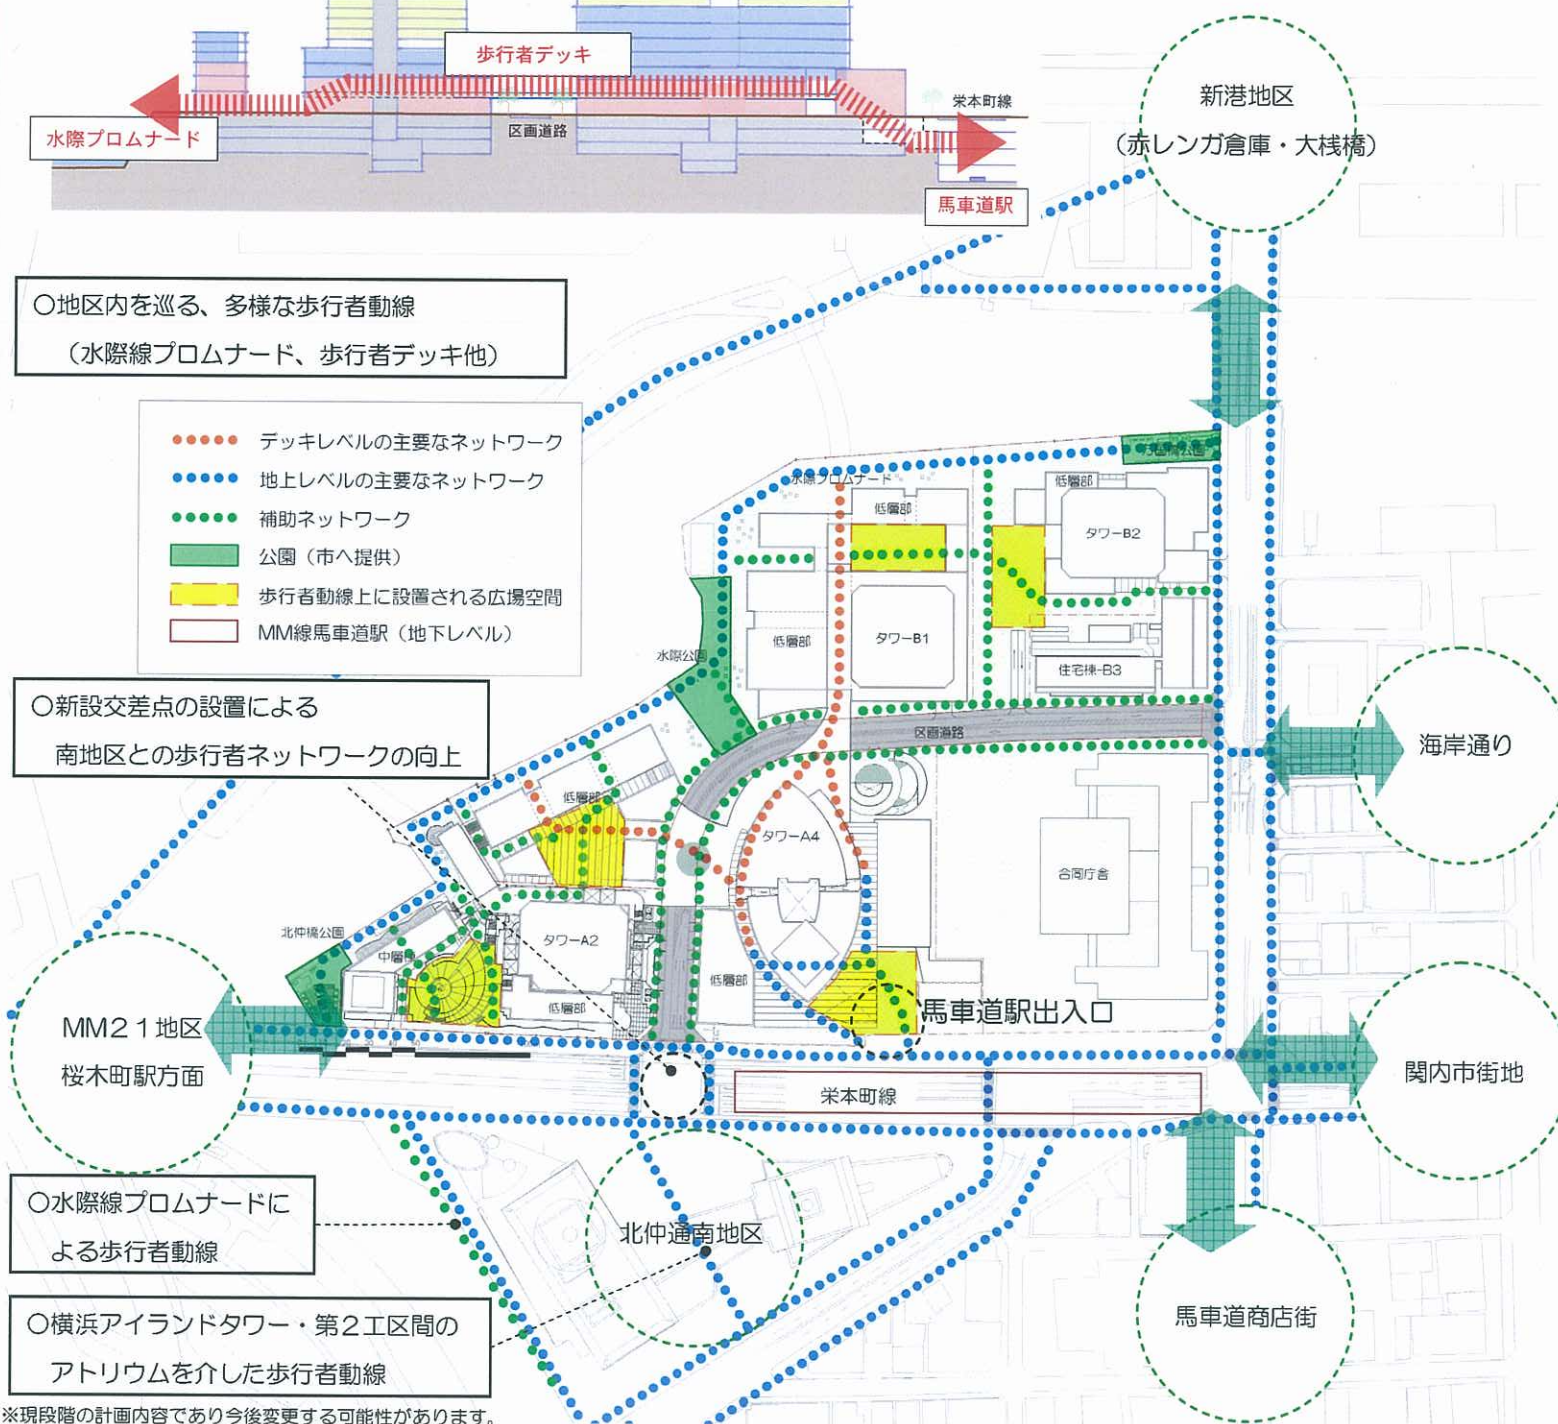 歩行者デッキ
水際プロムナード
区画道路
栄本町線
馬車道駅
新港地区
(赤レンガ倉庫・大桟橋)
○地区内を巡る、多様な歩行者動線
(水際線プロムナード、歩行者デッキ他)
デッキレベルの主要なネットワーク
地上レベルの主要なネットワーク
補助ネットワーク
公園(市へ提供)
歩行者動線上に設置される広場空間
MM線馬車道駅(地下レベル)
水際プロムナード
低層部
低層部
タワーB2
低層部
タワーB1
住宅棟-B3
水際公園
区画道路
海岸通り
○新設交差点の設置による
南地区との歩行者ネットワークの向上
低層部
タワーA4
合同庁舎
北仲橋公園
タワーA2
低層部
低層部
馬車道駅出入口
MM21地区
桜木町駅方面
栄本町線
関内市街地
○水際線プロムナードに
よる歩行者動線
北仲通南地区
馬車道商店街
○横浜アイランドタワー・第2工区間の
アトリウムを介した歩行者動線
※現段階の計画内容であり今後変更する可能性があります。